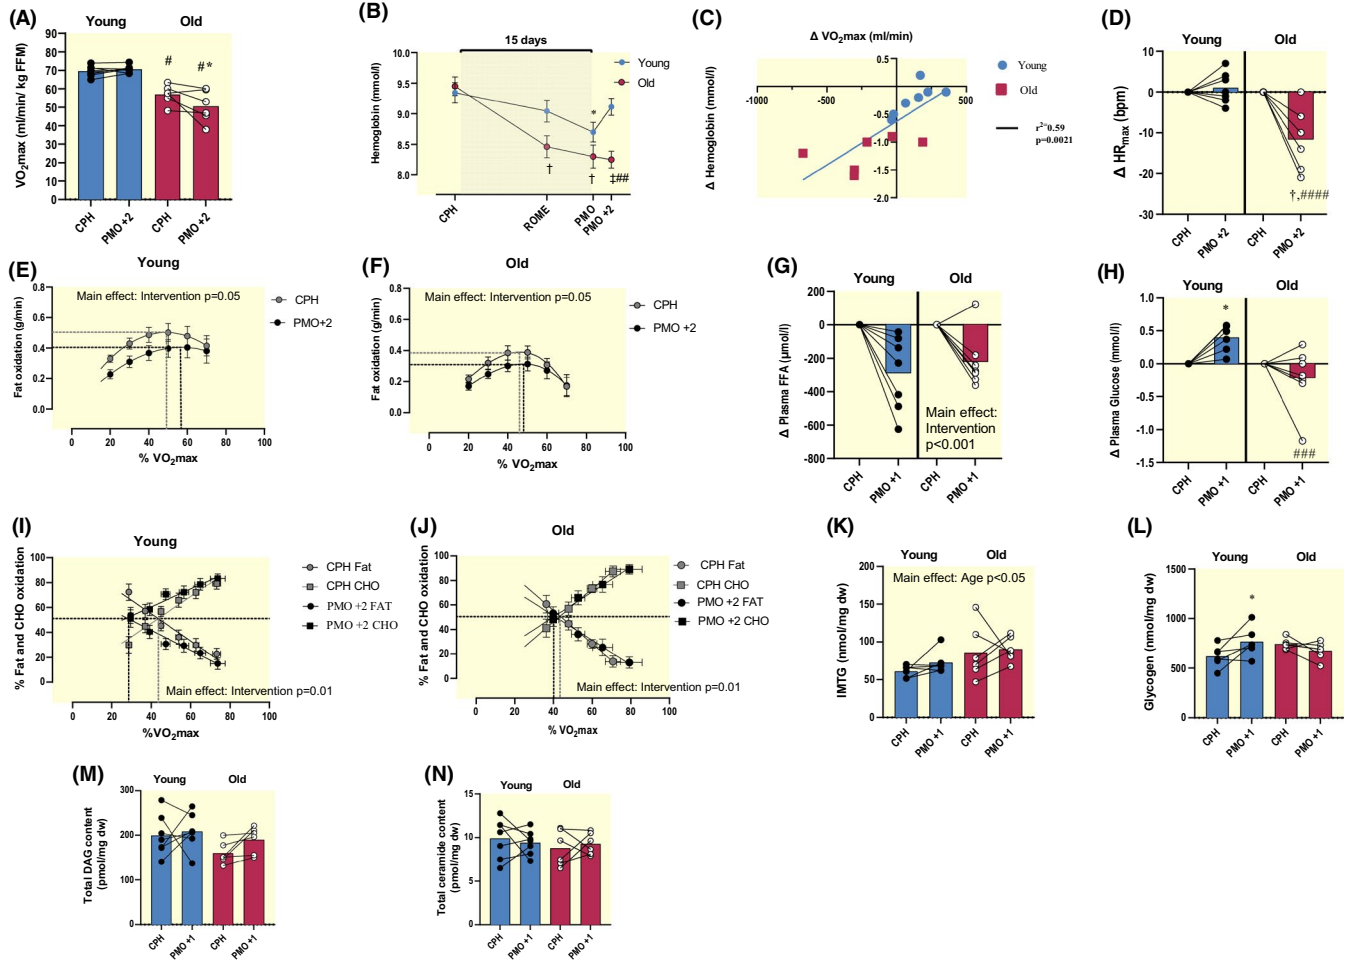 (A)
Young Old
VO2max (ml/min/ kg FFM)
90
80
70
60
50
40
30
20
10
0
# #*
CPH PMO +2 CPH PMO +2
(B)
15 days
Hemoglobin (mmol/l)
10.0
9.5
9.0
8.5
8.0
Young
Old
*
† † ‡##
CPH ROME PMO PMO +2
(C)
Δ VO2max (ml/min)
Δ Hemoglobin (mmol/l)
0.5
-1000 -500 0 500
-0.5
-1.0
-1.5
-2.0
Young
Old
r2=0.59
p=0.0021
(D)
Young Old
Δ HRmax (bpm)
10
0
-10
-20
-30
†,####
CPH PMO +2 CPH PMO +2
(E)
Young
Main effect: Intervention p=0.05
Fat oxidation (g/min)
0.8
0.6
0.4
0.2
0.0
0 20 40 60 80 100
% VO2max
CPH
PMO+2
(F)
Old
Main effect: Intervention p=0.05
Fat oxidation (g/min)
0.8
0.6
0.4
0.2
0.0
0 20 40 60 80 100
% VO2max
CPH
PMO +2
(G)
Young Old
Δ Plasma FFA (µmol/l)
200
0
-200
-400
-600
-800
Main effect:
Intervention
p<0.001
CPH PMO +1 CPH PMO +1
(H)
Young Old
Δ Plasma Glucose (mmol/l)
1.0
0.5
0.0
-0.5
-1.0
-1.5
*
###
CPH PMO +1 CPH PMO +1
(I)
Young
% Fat and CHO oxidation
100
80
60
40
20
0
0 20 40 60 80 100
%VO2max
Main effect: Intervention p=0.01
CPH Fat
CPH CHO
PMO +2 FAT
PMO +2 CHO
(J)
Old
% Fat and CHO oxidation
100
80
60
40
20
0
0 20 40 60 80 100
% VO2max
Main effect: Intervention p=0.01
CPH Fat
CPH CHO
PMO +2 FAT
PMO +2 CHO
(K)
Young Old
Main effect: Age p<0.05
IMTG (nmol/mg dw)
200
150
100
50
0
CPH PMO +1 CPH PMO +1
(L)
Young Old
Glycogen (nmol/mg dw)
1500
1000
500
0
*
CPH PMO +1 CPH PMO +1
(M)
Young Old
Total DAG content
(pmol/mg dw)
300
200
100
0
CPH PMO +1 CPH PMO +1
(N)
Young Old
Total ceramide content
(pmol/mg dw)
15
10
5
0
CPH PMO +1 CPH PMO +1